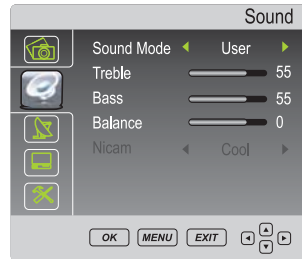 Sound
Sound Mode User
Treble 55
Bass 55
Balance 0
Nicam Cool
OK MENU EXIT